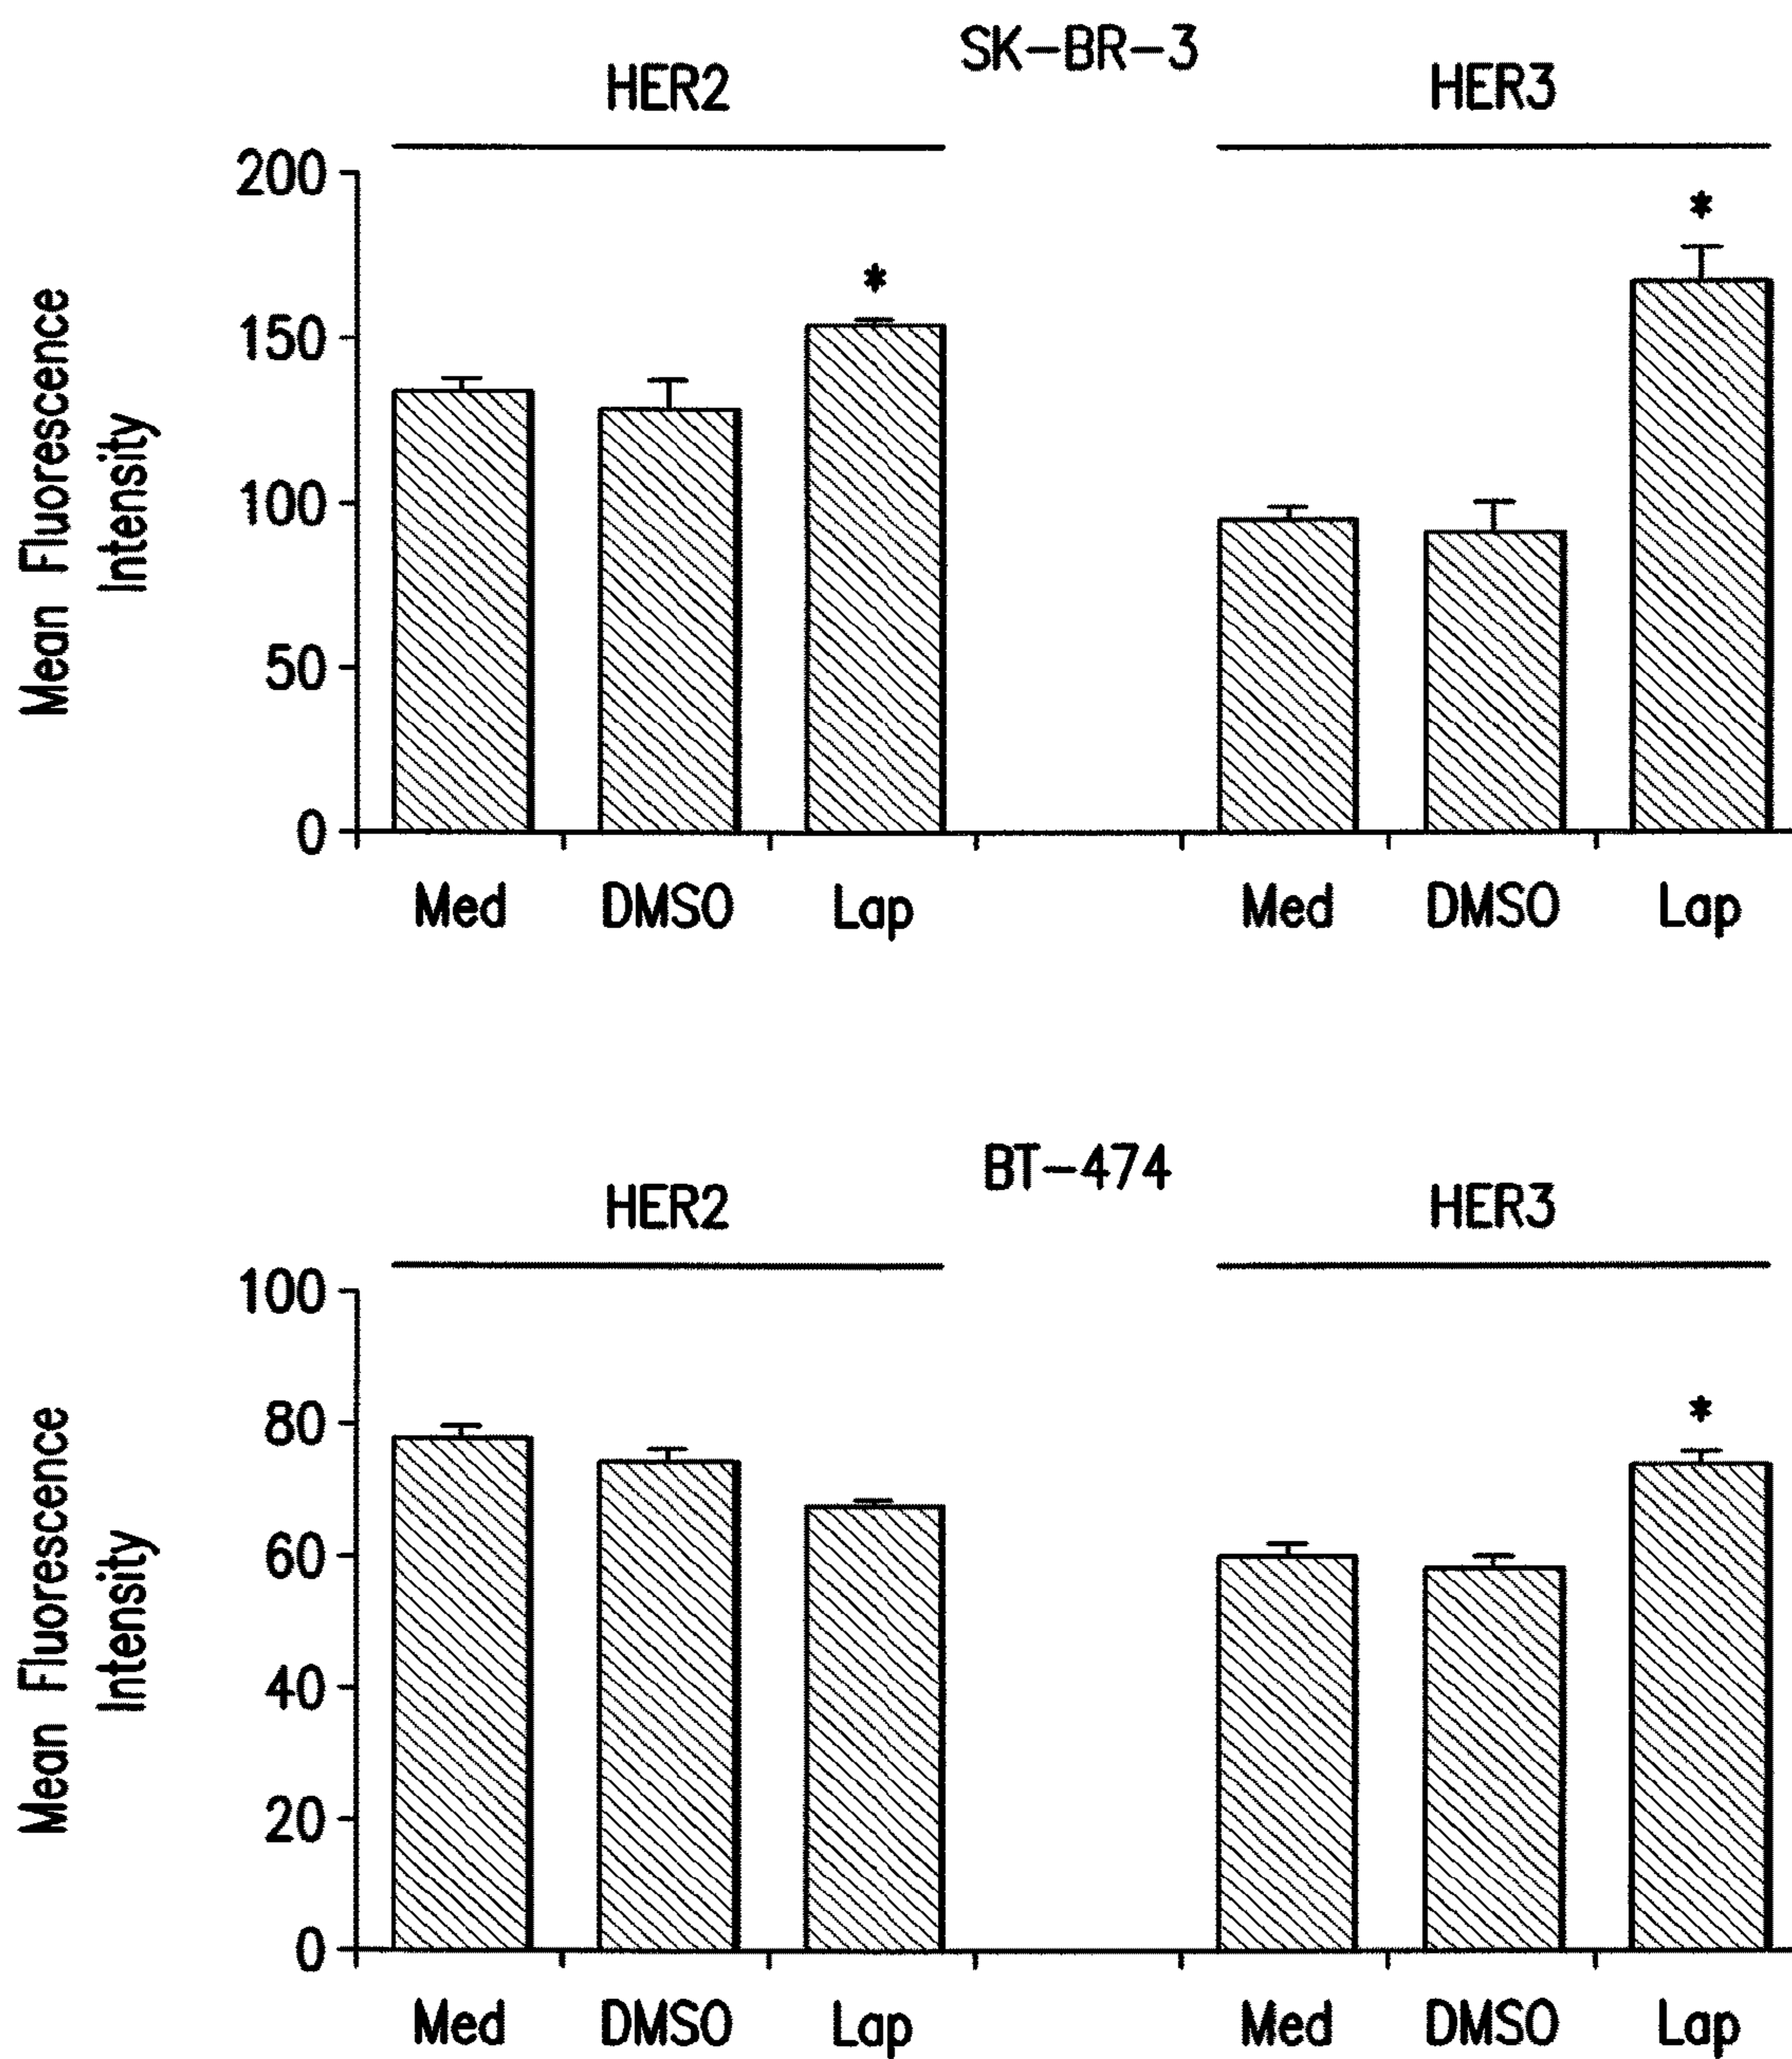 SK-BR-3
HER2 HER3
Mean Fluorescence
Intensity
200
*
*
150
100
50
0
Med DMSO Lap Med DMSO Lap
BT-474
HER2 HER3
Mean Fluorescence
Intensity
100
80
*
60
40
20
0
Med DMSO Lap Med DMSO Lap